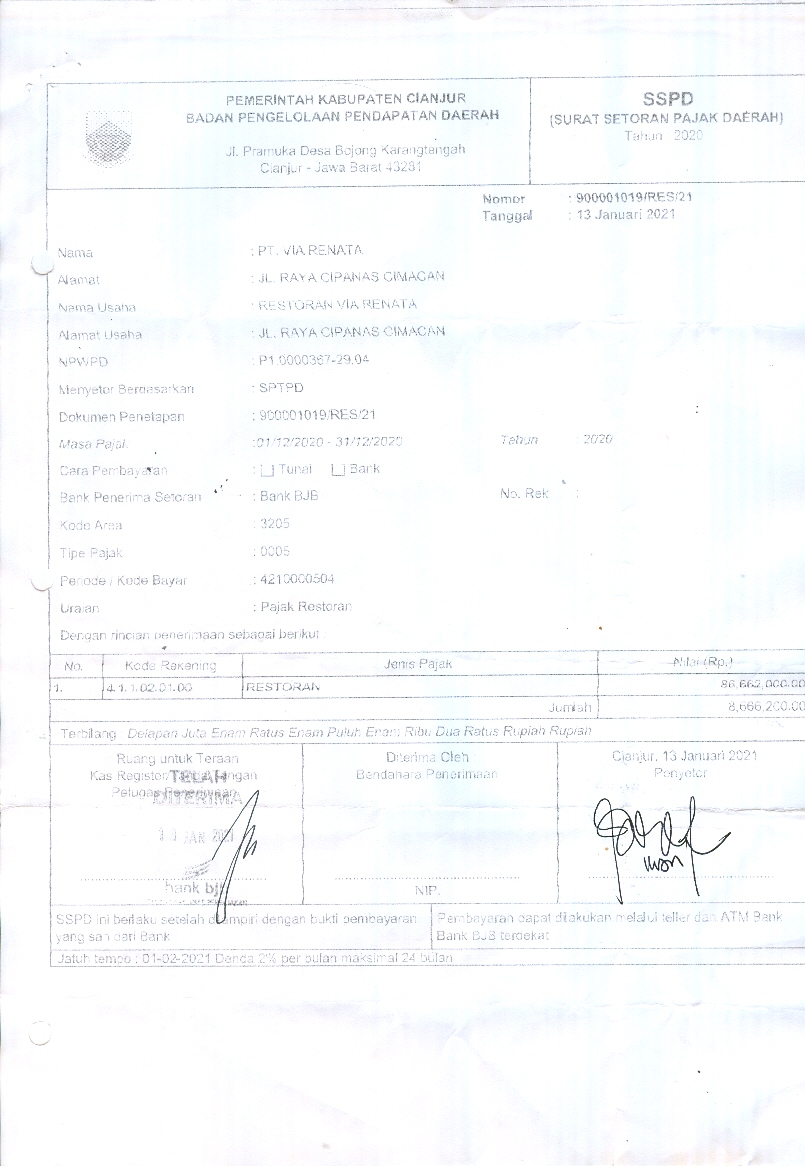 PEMERINTAH KABUPATEN CIANJUR
BADAN PENGELOLAAN PENDAPATAN DAERAH
Jl. Pramuka Desa Bojong Karangtengah
Cianjur - Jawa Barat 43281
SSPD
(SURAT SETORAN PAJAK DAERAH)
Tahun 2020
Nomor : 900001019/RES/21
Tanggal : 13 Januari 2021
Nama : PT. VIA RENATA
Alamat : JL. RAYA CIPANAS CIMACAN
Nama Usaha : RESTORAN VIA RENATA
Alamat Usaha : JL. RAYA CIPANAS CIMACAN
NPWPD : P1.0000367-29.04
Menyetor Berdasarkan : SPTPD
Dokumen Penetapan : 900001019/RES/21
Masa Pajak :01/12/2020 - 31/12/2020 Tahun 2020
Cara Pembayaran : Tunai Bank
Bank Penerima Setoran : Bank BJB No. Rek :
Kode Area : 3205
Tipe Pajak : 0005
Periode / Kode Bayar : 4210000504
Uraian : Pajak Restoran
Dengan rincian penerimaan sebagai berikut :
No. Kode Rekening Jenis Pajak Nilai (Rp.)
1. 4.1.1.02.01.00 RESTORAN 86,662,000.00
Jumlah 8,666,200.00
Terbilang : Delapan Juta Enam Ratus Enam Puluh Enam Ribu Dua Ratus Rupiah Rupiah
Ruang untuk Teraan
Kas Register/ Tanda Tangan
Petugas Penerimaan
TELAH
DITERIMA
13 JAN 2021
bank bjb
Diterima Oleh
Bendahara Penerimaan
NIP.
Cianjur, 13 Januari 2021
Penyetor
Iwan
SSPD ini berlaku setelah dilampiri dengan bukti pembayaran
yang sah dari Bank
Pembayaran dapat dilakukan melalui teller dan ATM Bank
Bank BJB terdekat
Jatuh tempo : 01-02-2021 Denda 2% per bulan maksimal 24 bulan